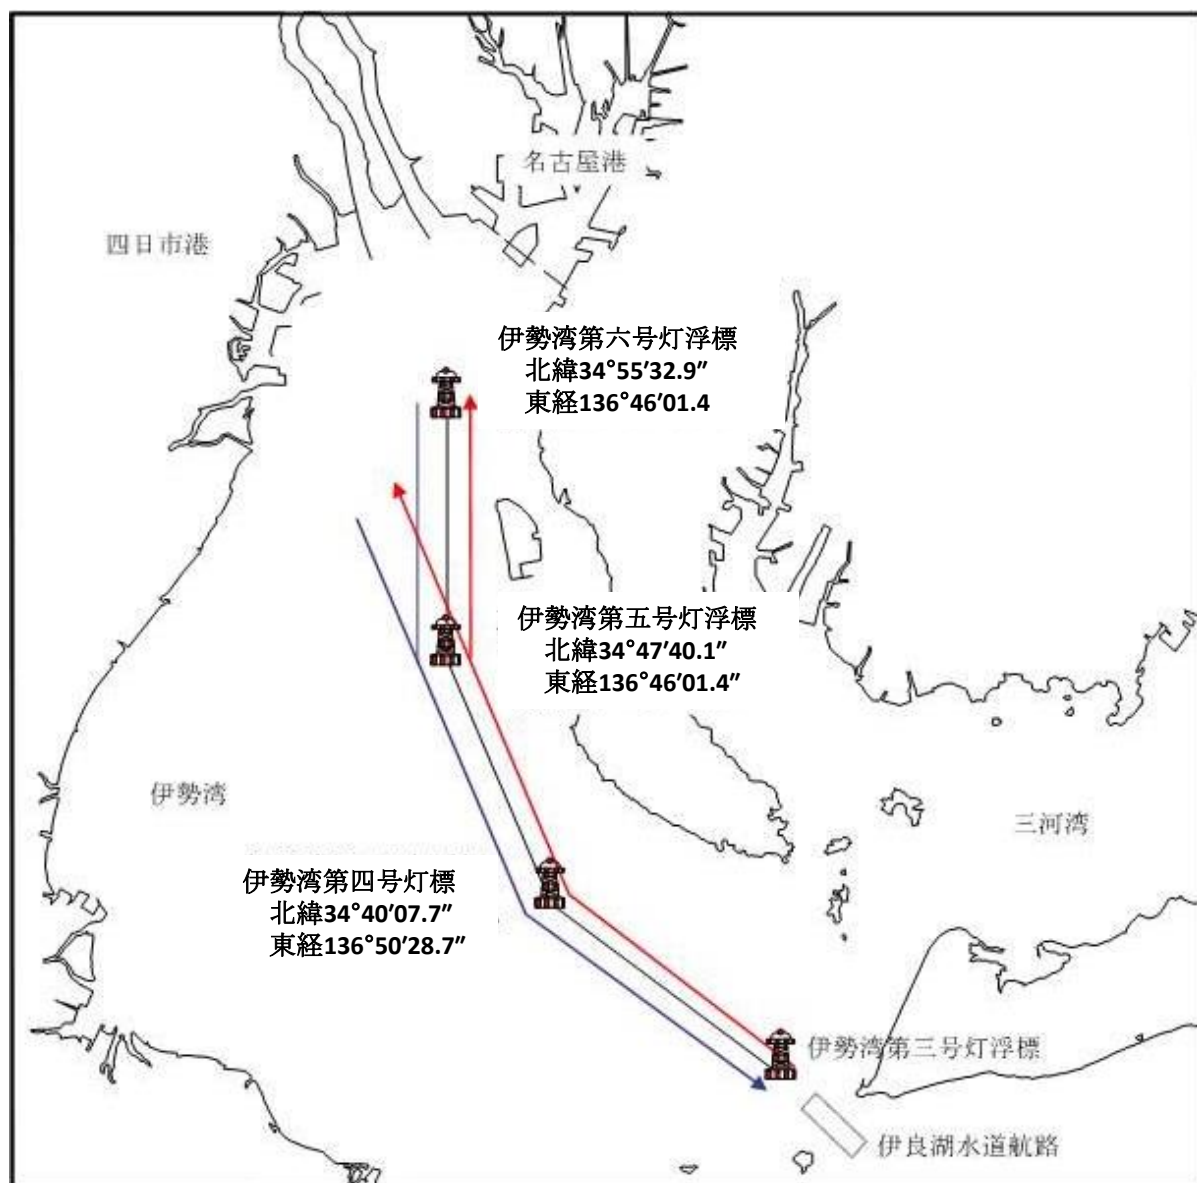 名古屋港
四日市港
伊勢湾第六号灯浮標
北緯34°55′32.9″
東経136°46′01.4
伊勢湾第五号灯浮標
北緯34°47′40.1″
東経136°46′01.4″
伊勢湾
三河湾
伊勢湾第四号灯標
北緯34°40′07.7″
東経136°50′28.7″
伊勢湾第三号灯浮標
伊良湖水道航路